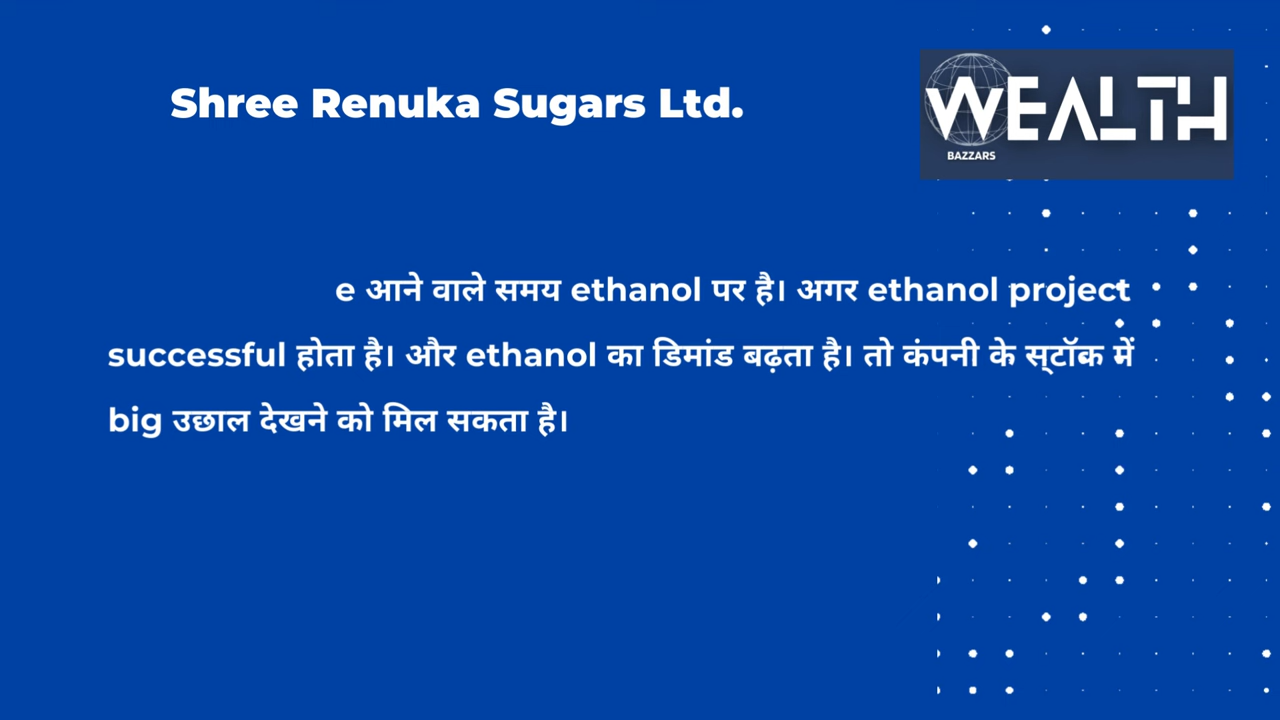 Shree Renuka Sugars Ltd.
WEALTH
BAZZARS
e आने वाले समय ethanol पर है। अगर ethanol project
successful होता है। और ethanol का डिमांड बढ़ता है। तो कंपनी के स्टॉक में
big उछाल देखने को मिल सकता है।